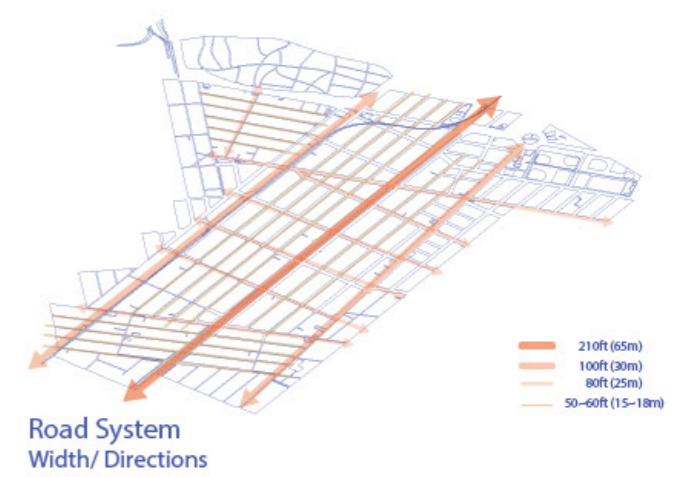 210ft (65m)
100ft (30m)
80ft (25m)
50~60ft (15~18m)
Road System
Width/ Directions